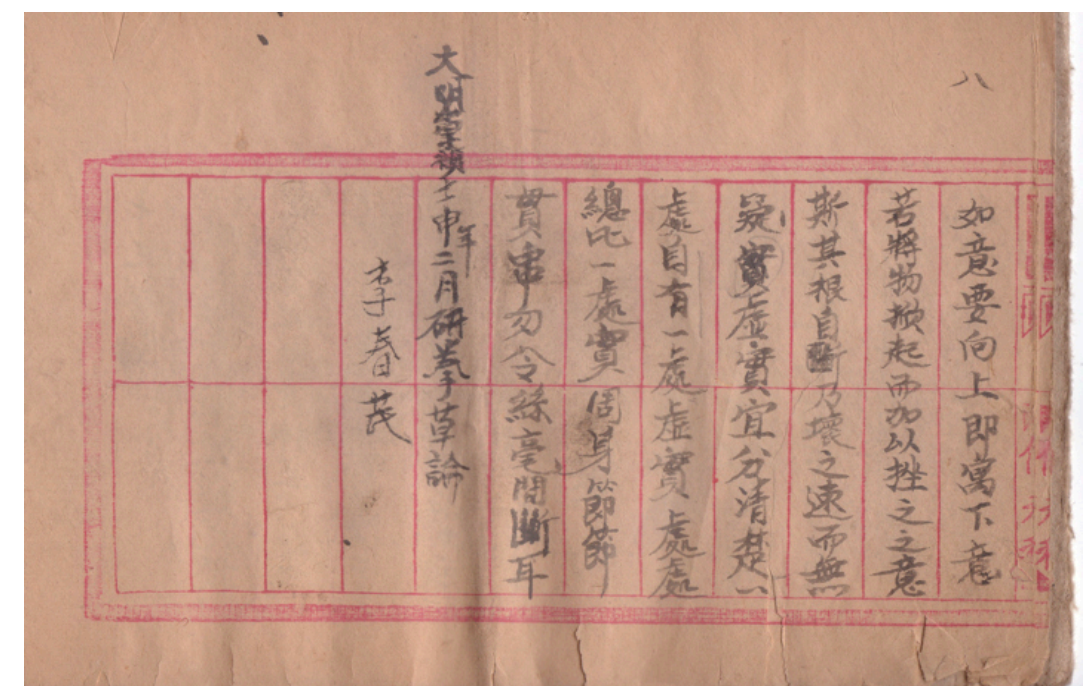 八
如意要向上即寓下意
若將物掀起而加以挫之之意
斯其根自斷乃壞之速而無
疑實虛實宜分清楚一
處自有一處虛實處處
總此一處實周身節節
貫串勿令絲毫間斷耳
大明崇禎壬申年二月研拳草論
李春茂